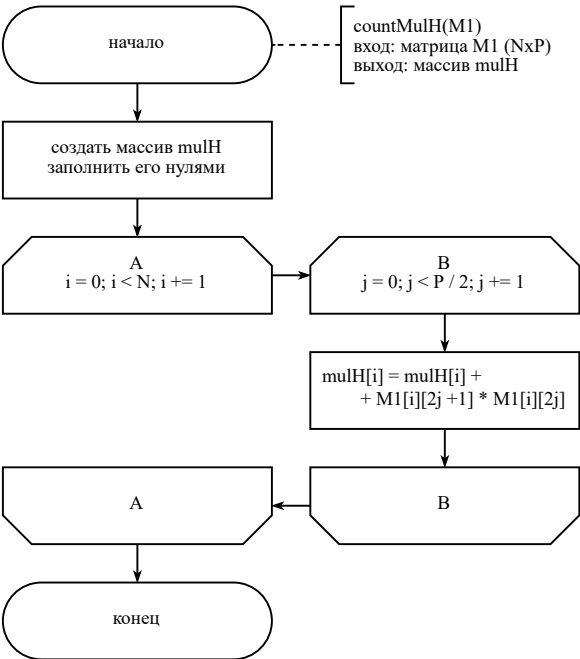 начало
countMulH(M1)
вход: матрица M1 (NxP)
выход: массив mulH
создать массив mulH
заполнить его нулями
A
i = 0; i < N; i += 1
B
j = 0; j < P / 2; j += 1
mulH[i] = mulH[i] +
+ M1[i][2j +1] * M1[i][2j]
A
B
конец